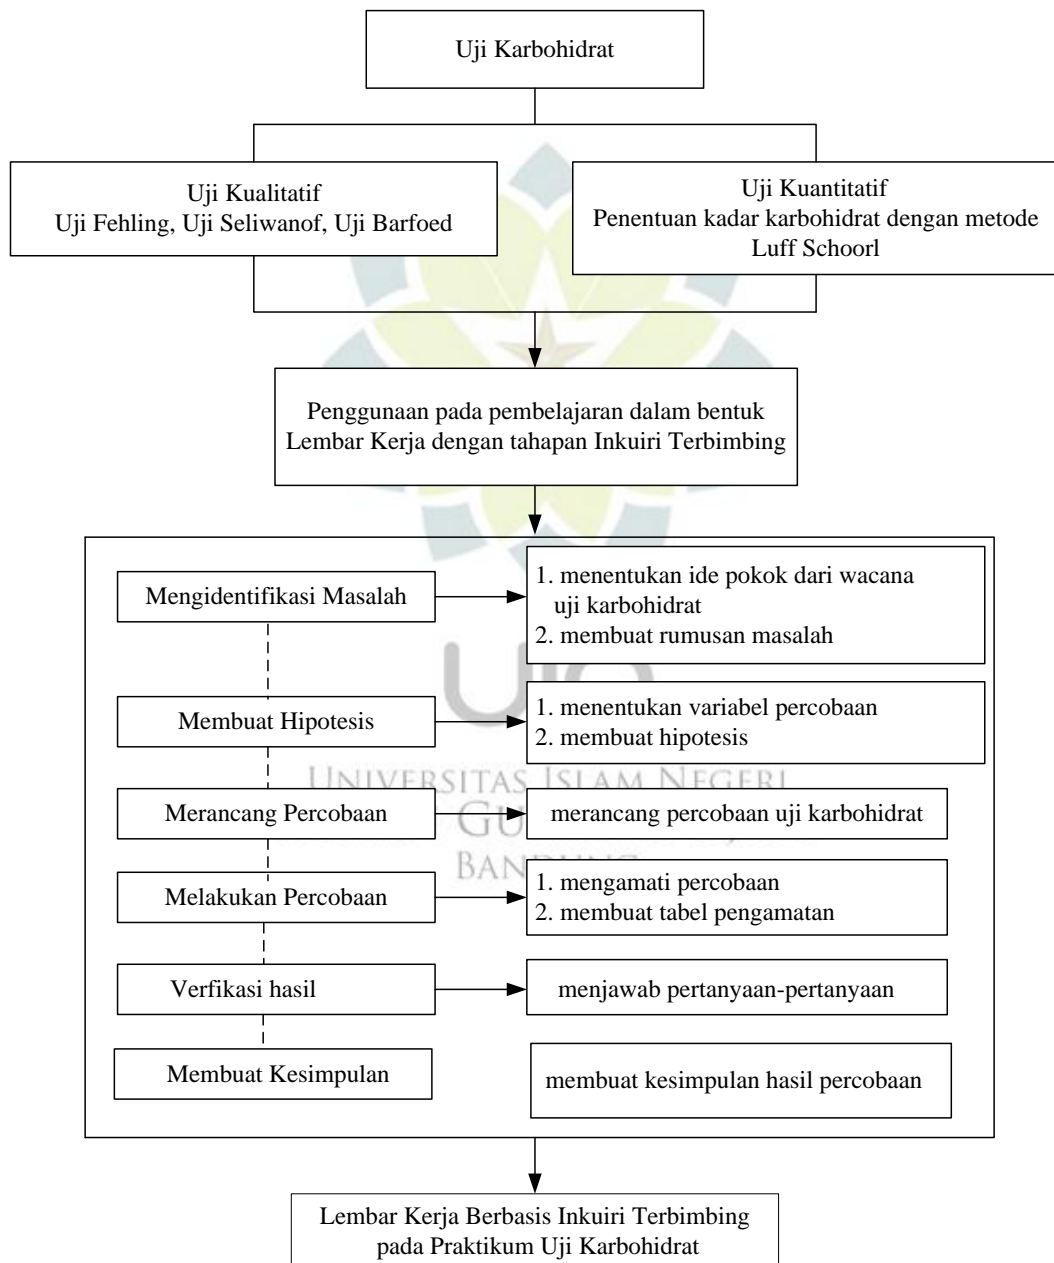 Uji Karbohidrat
Uji Kualitatif
Uji Fehling, Uji Seliwanof, Uji Barfoed
Uji Kuantitatif
Penentuan kadar karbohidrat dengan metode
Luff Schoorl
Penggunaan pada pembelajaran dalam bentuk
Lembar Kerja dengan tahapan Inkuiri Terbimbing
Mengidentifikasi Masalah
1. menentukan ide pokok dari wacana
uji karbohidrat
2. membuat rumusan masalah
Membuat Hipotesis
1. menentukan variabel percobaan
2. membuat hipotesis
UNIVERSITAS ISLAM NEGERI
Merancang Percobaan
merancang percobaan uji karbohidrat
Melakukan Percobaan
1. mengamati percobaan
2. membuat tabel pengamatan
Verfikasi hasil
menjawab pertanyaan-pertanyaan
Membuat Kesimpulan
membuat kesimpulan hasil percobaan
Lembar Kerja Berbasis Inkuiri Terbimbing
pada Praktikum Uji Karbohidrat